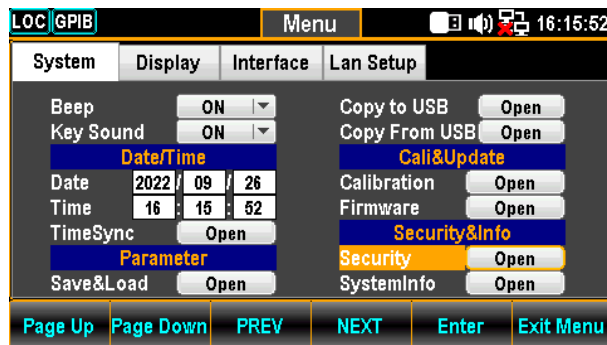 LOC GPIB Menu 16:15:52
System Display Interface Lan Setup
Beep ON
Key Sound ON
Date/Time
Date 2022 / 09 / 26
Time 16 : 15 : 52
TimeSync Open
Parameter
Save&Load Open
Copy to USB Open
Copy From USB Open
Cali&Update
Calibration Open
Firmware Open
Security&Info
Security Open
SystemInfo Open
Page Up Page Down PREV NEXT Enter Exit Menu